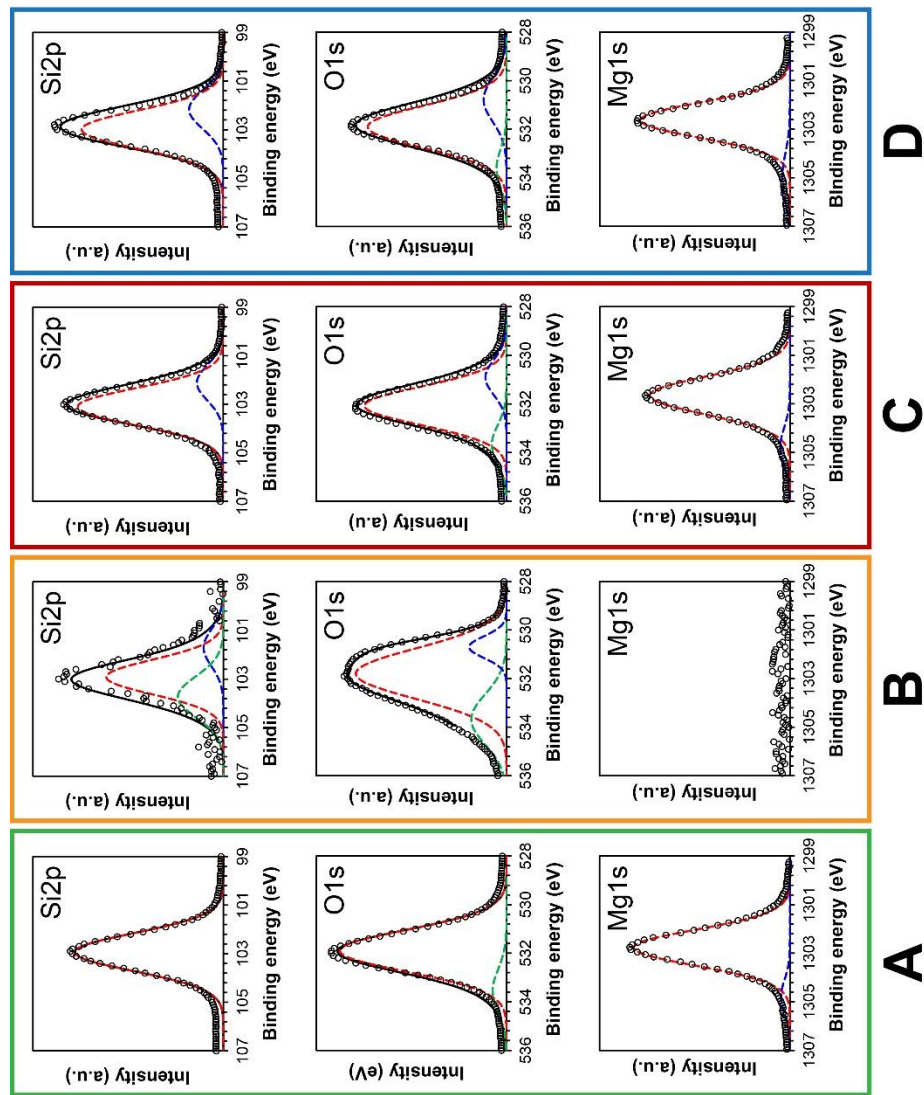 Si2p
Intensity (a.u.)
107 105 103 101 99
Binding energy (eV)
O1s
Intensity (eV)
536 534 532 530 528
Binding energy (eV)
Mg1s
Intensity (a.u.)
1307 1305 1303 1301 1299
Binding energy (eV)
A
Si2p
Intensity (a.u.)
107 105 103 101 99
Binding energy (eV)
O1s
Intensity (a.u.)
536 534 532 530 528
Binding energy (eV)
Mg1s
Intensity (a.u.)
1307 1305 1303 1301 1299
Binding energy (eV)
B
Si2p
Intensity (a.u.)
107 105 103 101 99
Binding energy (eV)
O1s
Intensity (a.u)
536 534 532 530 528
Binding energy (eV)
Mg1s
Intensity (a.u.)
1307 1305 1303 1301 1299
Binding energy (eV)
C
Si2p
Intensity (a.u.)
107 105 103 101 99
Binding energy (eV)
O1s
Intensity (a.u)
536 534 532 530 528
Binding energy (eV)
Mg1s
Intensity (a.u.)
1307 1305 1303 1301 1299
BInding energy (eV)
D